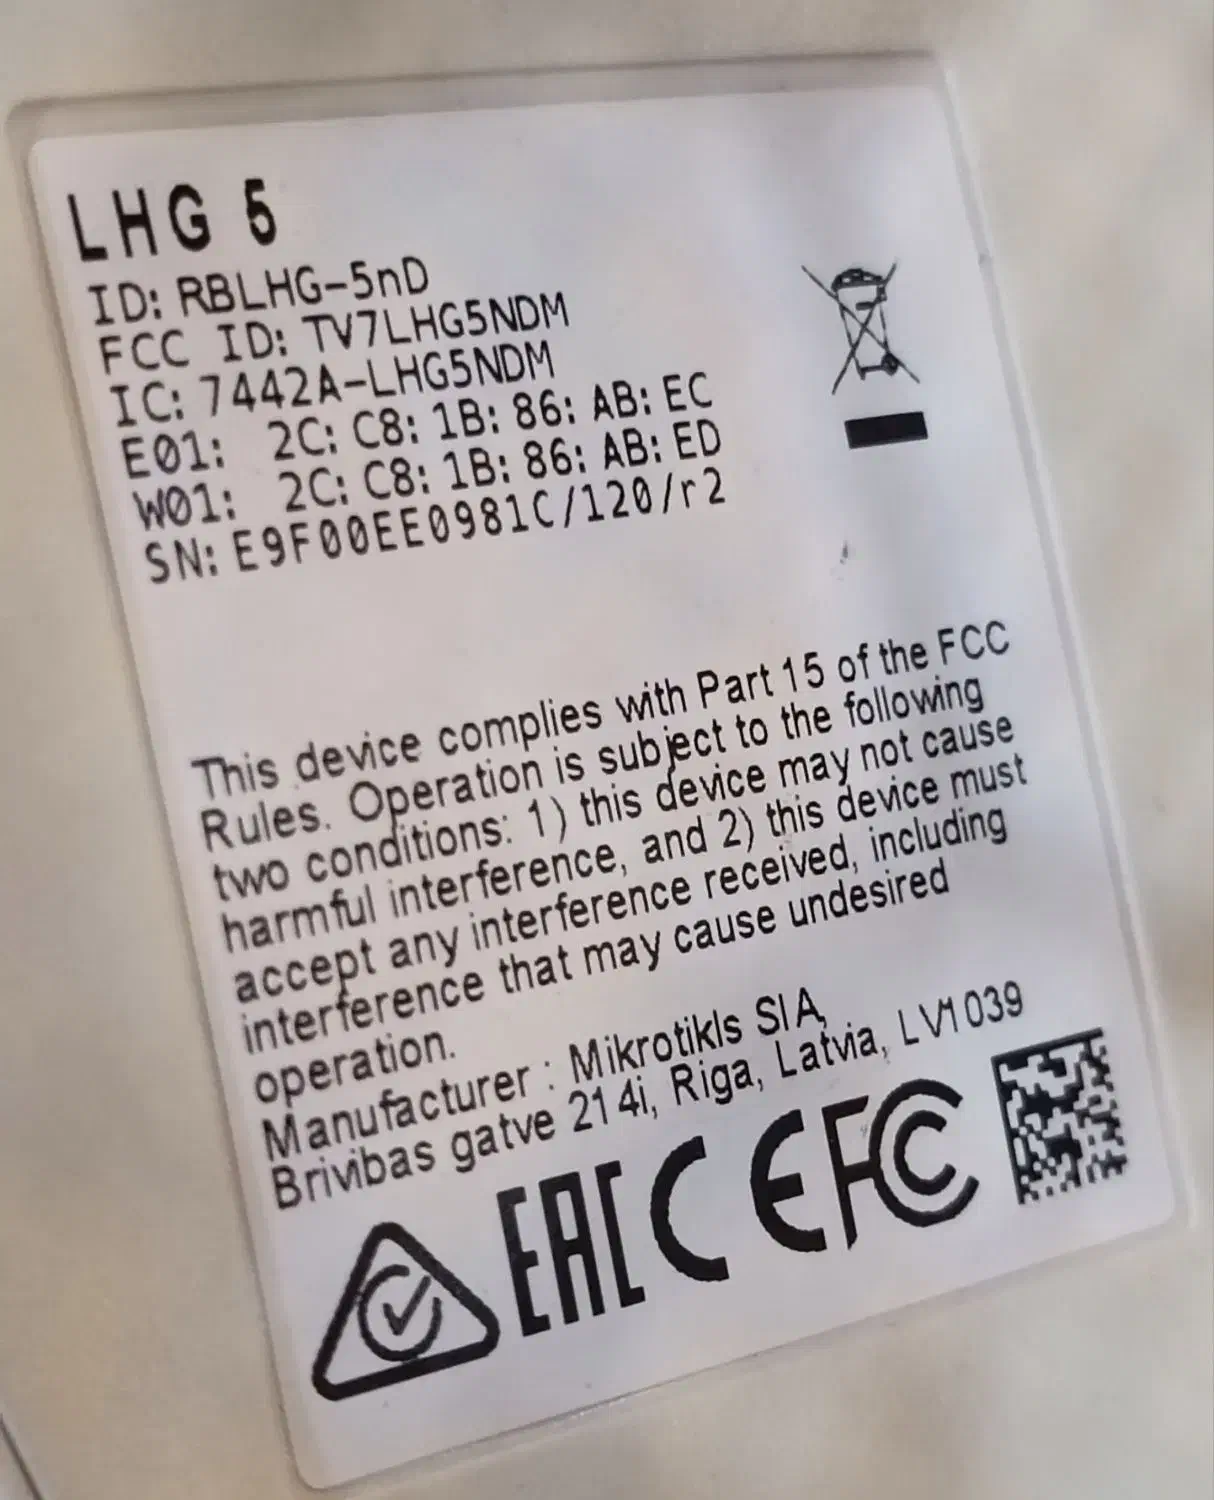 LHG 5
ID: RBLHG-5nD
FCC ID: TV7LHG5NDM
IC: 7442A-LHG5NDM
E01: 2C: C8: 1B: 86: AB: EC
W01: 2C: C8: 1B: 86: AB: ED
SN: E9F00EE0981C/120/r2
This device complies with Part 15 of the FCC
Rules. Operation is subject to the following
two conditions: 1) this device may not cause
harmful interference, and 2) this device must
accept any interference received, including
interference that may cause undesired
operation.
Manufacturer : Mikrotikls SIA,
Brivibas gatve 214i, Riga, Latvia, LV1039
EAC CE FC